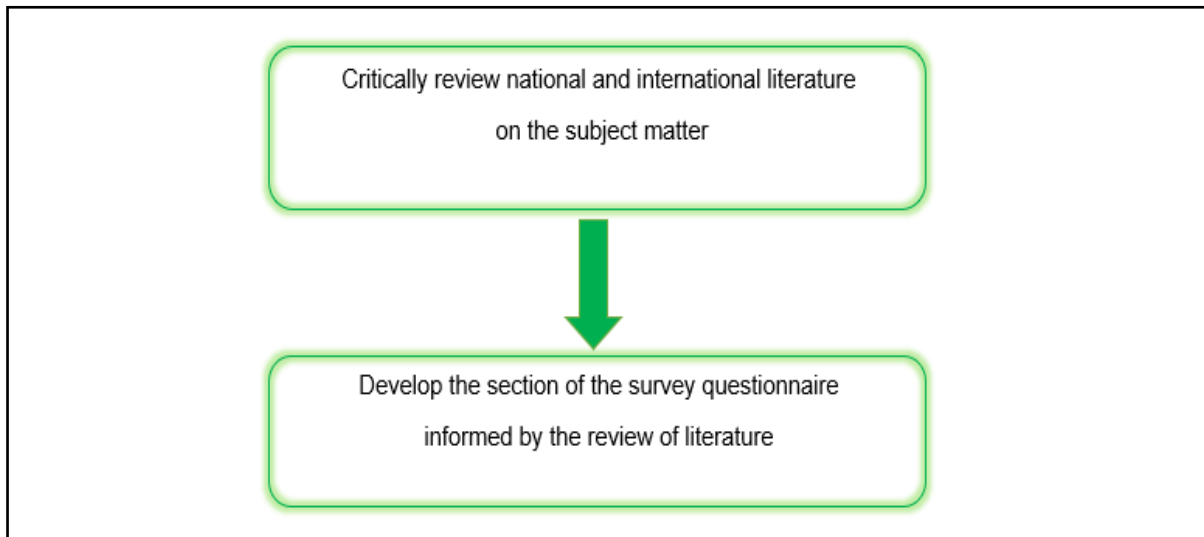 Critically review national and international literature
on the subject matter
Develop the section of the survey questionnaire
informed by the review of literature